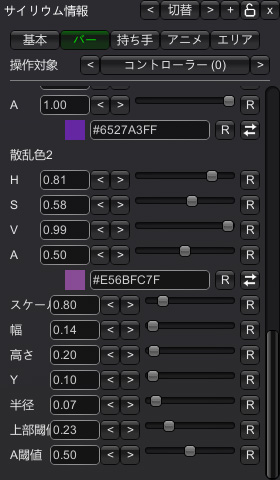 サイリウム情報 < 切替 > + x
基本 バー 持ち手 アニメ エリア
操作対象 < コントローラー (0) >
A 1.00 < > R
#6527A3FF R
散乱色2
H 0.81 < > R
S 0.58 < > R
V 0.99 < > R
A 0.50 < > R
#E56BFC7F R
スケール 0.80 < > R
幅 0.14 < > R
高さ 0.20 < > R
Y 0.10 < > R
半径 0.07 < > R
上部閾値 0.23 < > R
A閾値 0.50 < > R